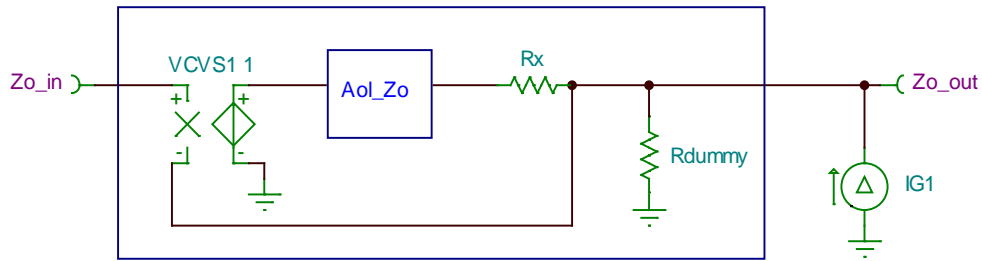 VCVS1 1
Rx
Zo_in
Aol_Zo
Zo_out
+
+
-
-
Rdummy
IG1